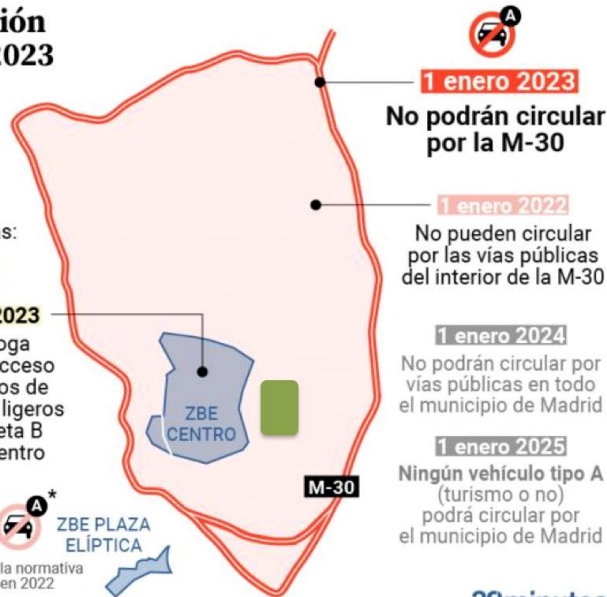 ión
2023
A
1 enero 2023
No podrán circular
por la M-30
1 enero 2022
No pueden circular
por las vías públicas
del interior de la M-30
as:
2023
oga
cceso
os de
ligeros
eta B
entro
ZBE
CENTRO
1 enero 2024
No podrán circular por
vías públicas en todo
el municipio de Madrid
1 enero 2025
Ningún vehículo tipo A
(turismo o no)
podrá circular por
el municipio de Madrid
M-30
A*
ZBE PLAZA
ELÍPTICA
la normativa
en 2022